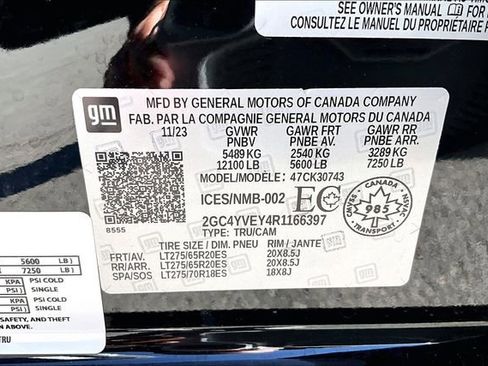 SEE OWNER'S MANUAL FOR
CONSULTEZ LE MANUEL DU PROPRIÉTAIRE P
gm
MFD BY GENERAL MOTORS OF CANADA COMPANY
FAB. PAR LA COMPAGNIE GENERAL MOTORS DU CANADA
11/23 GVWR GAWR FRT GAWR RR
PNBV PNBE AV. PNBE ARR.
5489 KG 2540 KG 3289 KG
12100 LB 5600 LB 7250 LB
MODEL/MODÈLE: 47CK30743
ICES/NMB-002 EC
CANADA
985
2GC4YVEY4R1166397
TYPE: TRU/CAM
8555
TIRE SIZE / DIM. PNEU RIM / JANTE
FRT/AV. LT275/65R20ES 20X8.5J
RR/ARR. LT275/65R20ES 20X8.5J
SPA/SOS LT275/70R18ES 18X8J
5600 LB)
7250 LB)
KPA PSI COLD
PSI) SINGLE
KPA PSI COLD
PSI) SINGLE
SAFETY, AND THEFT
TRU